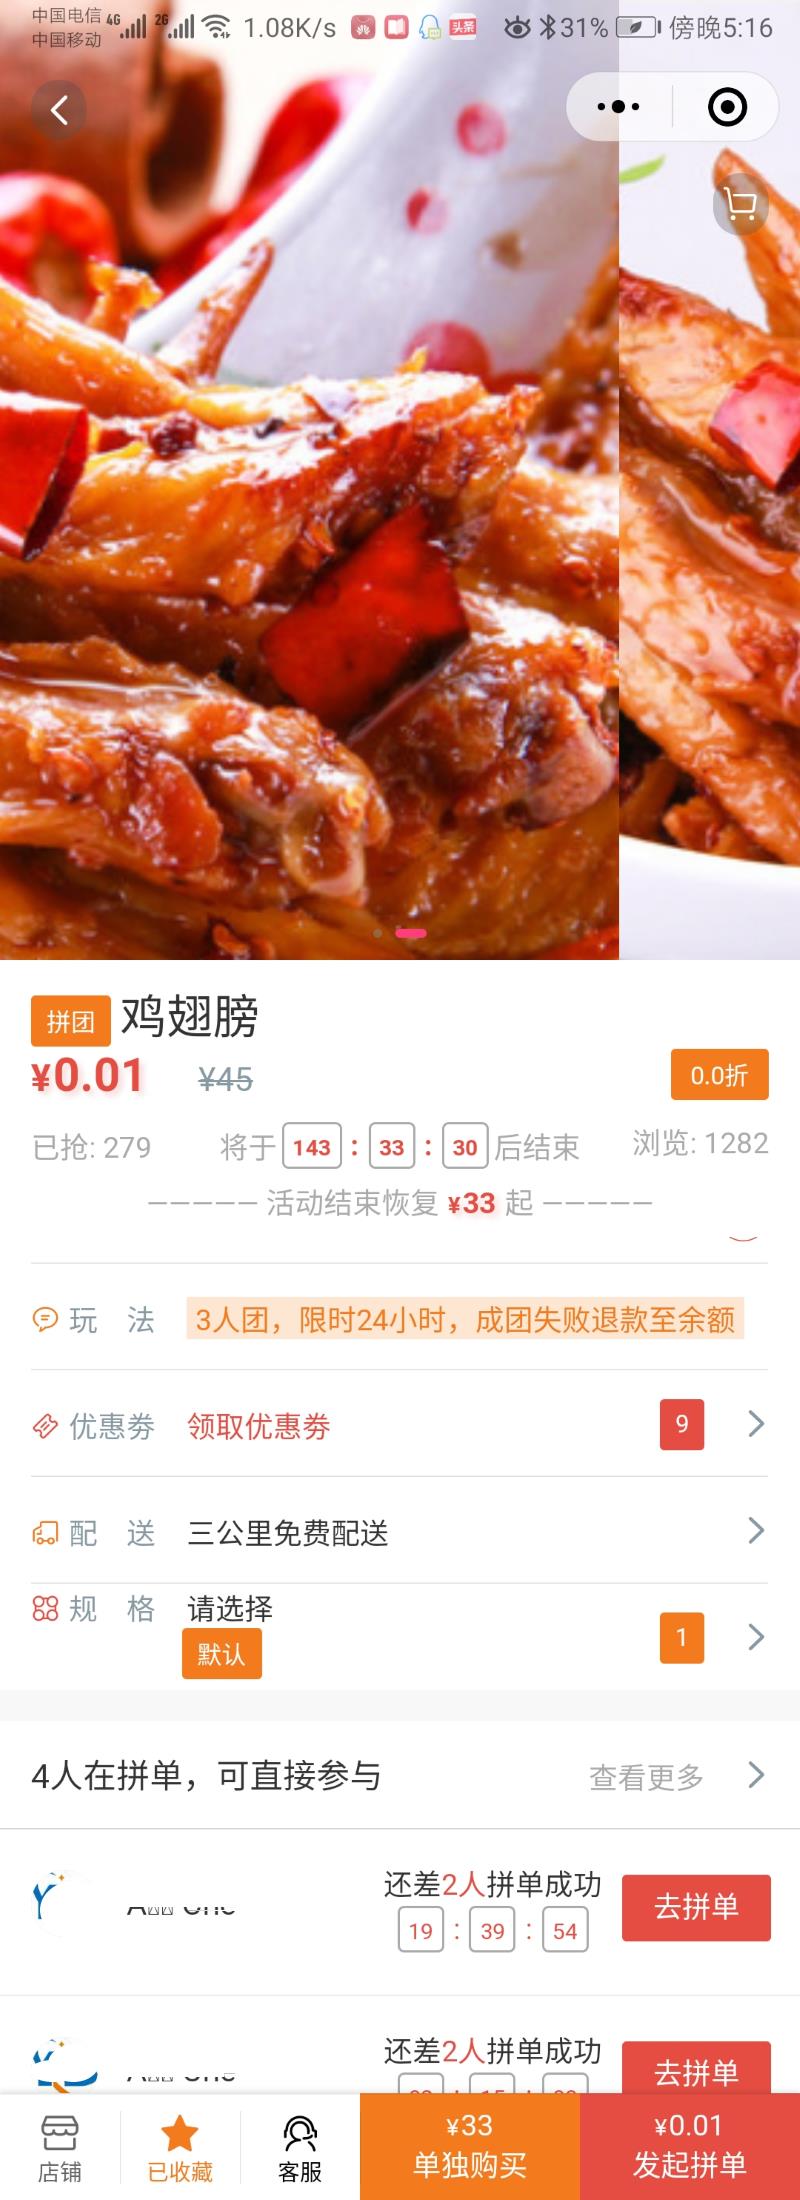 中国电信
中国移动
4G
2G
1.08K/s
头条
31%
傍晚5:16
拼团 鸡翅膀
¥0.01 ¥45 0.0折
已抢: 279 将于 143 : 33 : 30 后结束 浏览: 1282
————— 活动结束恢复 ¥33 起 —————
玩 法 3人团，限时24小时，成团失败退款至余额
优惠券 领取优惠券 9
配 送 三公里免费配送
规 格 请选择
默认 1
4人在拼单，可直接参与 查看更多
还差2人拼单成功
19 : 39 : 54
去拼单
还差2人拼单成功
去拼单
店铺
已收藏
客服
¥33
单独购买
¥0.01
发起拼单